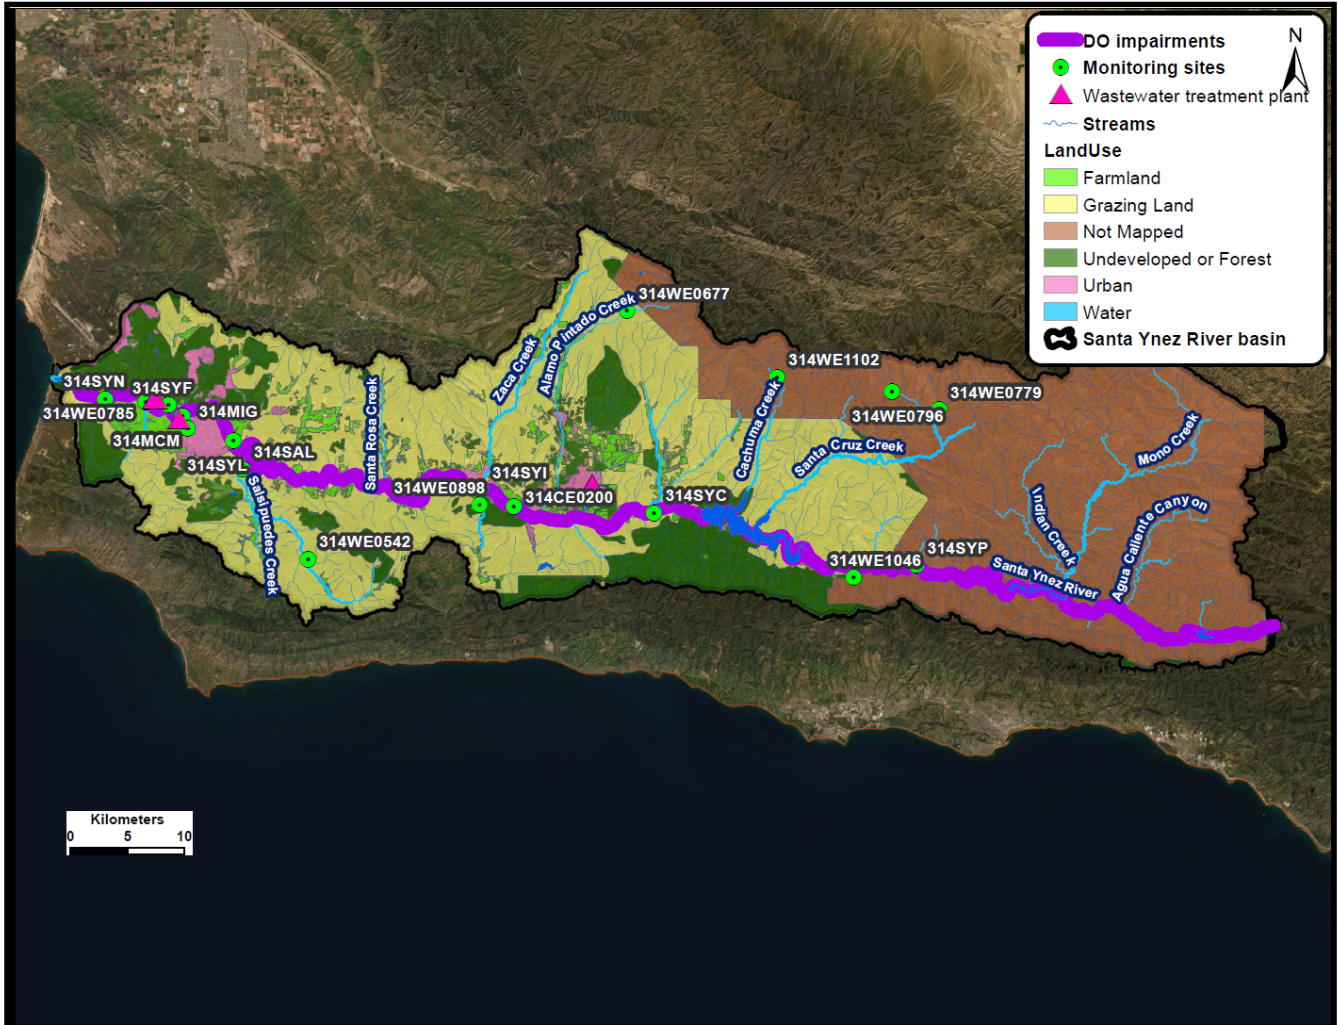 N
DO impairments
Monitoring sites
Wastewater treatment plant
Streams
LandUse
Farmland
Grazing Land
Not Mapped
Undeveloped or Forest
Urban
Water
Santa Ynez River basin
314WE0677
Alamo Pintado Creek
Zaca Creek
314WE1102
314WE0779
314WE0796
314SYN
314SYF
314WE0785
314MIG
314MCM
314SAL
314SYL
Santa Rosa Creek
Cachuma Creek
Santa Cruz Creek
Mono Creek
314SYI
314WE0898
314CE0200
314SYC
Salsipuedes Creek
Indian Creek
Agua Caliente Canyon
314WE0542
314SYP
314WE1046
Santa Ynez River
Kilometers
0 5 10